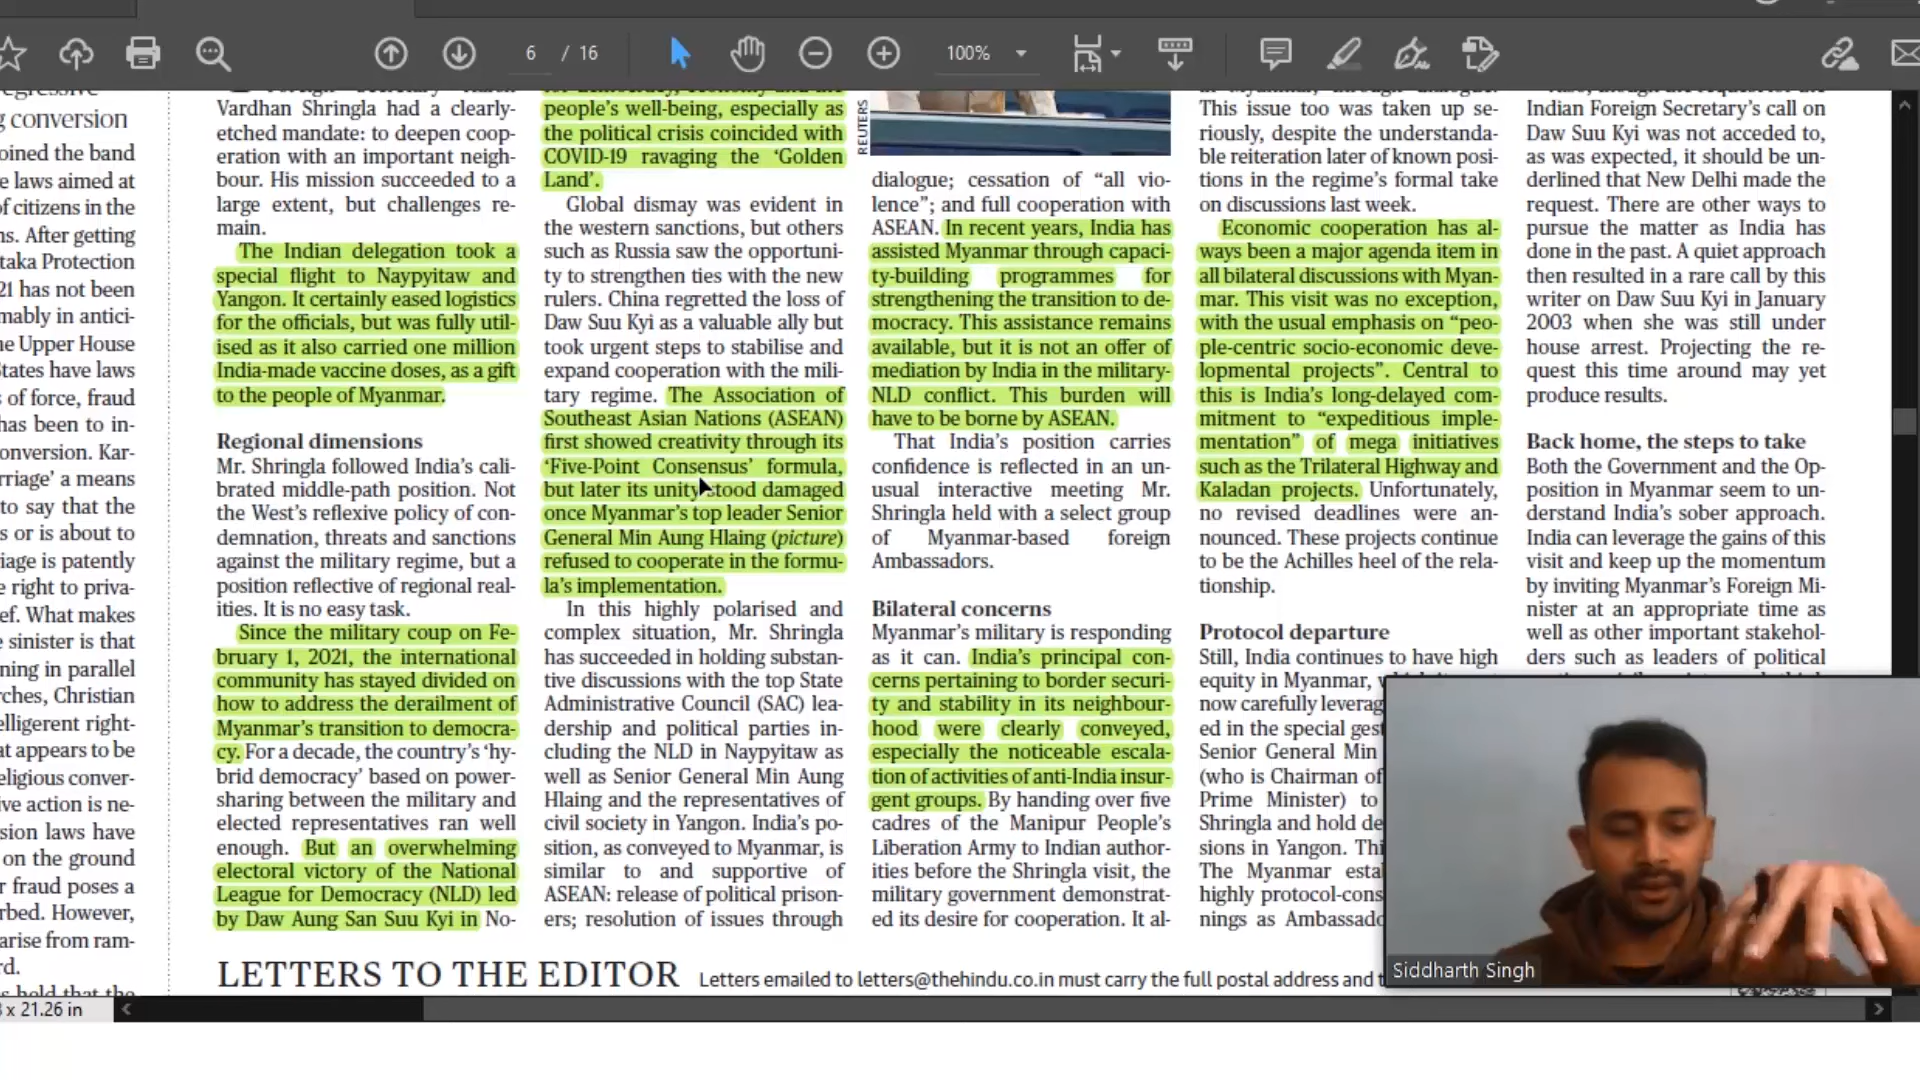 6 / 16
100%
egressive
g conversion
oined the band
e laws aimed at
of citizens in the
ns. After getting
taka Protection
21 has not been
mably in antici-
he Upper House
States have laws
s of force, fraud
has been to in-
onversion. Kar-
rriage' a means
to say that the
s or is about to
iage is patently
e right to priva-
ef. What makes
e sinister is that
ning in parallel
rches, Christian
elligerent right-
at appears to be
eligious conver-
ive action is ne-
sion laws have
on the ground
r fraud poses a
rbed. However,
arise from ram-
rd.
s held that the
Vardhan Shringla had a clearly-
etched mandate: to deepen coop-
eration with an important neigh-
bour. His mission succeeded to a
large extent, but challenges re-
main.
The Indian delegation took a
special flight to Naypyitaw and
Yangon. It certainly eased logistics
for the officials, but was fully util-
ised as it also carried one million
India-made vaccine doses, as a gift
to the people of Myanmar.
Regional dimensions
Mr. Shringla followed India's cali-
brated middle-path position. Not
the West's reflexive policy of con-
demnation, threats and sanctions
against the military regime, but a
position reflective of regional real-
ities. It is no easy task.
Since the military coup on Fe-
bruary 1, 2021, the international
community has stayed divided on
how to address the derailment of
Myanmar's transition to democra-
cy. For a decade, the country's 'hy-
brid democracy' based on power-
sharing between the military and
elected representatives ran well
enough. But an overwhelming
electoral victory of the National
League for Democracy (NLD) led
by Daw Aung San Suu Kyi in No-
people's well-being, especially as
the political crisis coincided with
COVID-19 ravaging the 'Golden
Land'.
Global dismay was evident in
the western sanctions, but others
such as Russia saw the opportuni-
ty to strengthen ties with the new
rulers. China regretted the loss of
Daw Suu Kyi as a valuable ally but
took urgent steps to stabilise and
expand cooperation with the mili-
tary regime. The Association of
Southeast Asian Nations (ASEAN)
first showed creativity through its
'Five-Point Consensus' formula,
but later its unity stood damaged
once Myanmar's top leader Senior
General Min Aung Hlaing (picture)
refused to cooperate in the formu-
la's implementation.
In this highly polarised and
complex situation, Mr. Shringla
has succeeded in holding substan-
tive discussions with the top State
Administrative Council (SAC) lea-
dership and political parties in-
cluding the NLD in Naypyitaw as
well as Senior General Min Aung
Hlaing and the representatives of
civil society in Yangon. India's po-
sition, as conveyed to Myanmar, is
similar to and supportive of
ASEAN: release of political prison-
ers; resolution of issues through
REUTERS
dialogue; cessation of "all vio-
lence"; and full cooperation with
ASEAN. In recent years, India has
assisted Myanmar through capaci-
ty-building programmes for
strengthening the transition to de-
mocracy. This assistance remains
available, but it is not an offer of
mediation by India in the military-
NLD conflict. This burden will
have to be borne by ASEAN.
That India's position carries
confidence is reflected in an un-
usual interactive meeting Mr.
Shringla held with a select group
of Myanmar-based foreign
Ambassadors.
Bilateral concerns
Myanmar's military is responding
as it can. India's principal con-
cerns pertaining to border securi-
ty and stability in its neighbour-
hood were clearly conveyed,
especially the noticeable escala-
tion of activities of anti-India insur-
gent groups. By handing over five
cadres of the Manipur People's
Liberation Army to Indian author-
ities before the Shringla visit, the
military government demonstrat-
ed its desire for cooperation. It al-
This issue too was taken up se-
riously, despite the understanda-
ble reiteration later of known posi-
tions in the regime's formal take
on discussions last week.
Economic cooperation has al-
ways been a major agenda item in
all bilateral discussions with Myan-
mar. This visit was no exception,
with the usual emphasis on "peo-
ple-centric socio-economic deve-
lopmental projects". Central to
this is India's long-delayed com-
mitment to "expeditious imple-
mentation" of mega initiatives
such as the Trilateral Highway and
Kaladan projects. Unfortunately,
no revised deadlines were an-
nounced. These projects continue
to be the Achilles heel of the rela-
tionship.
Protocol departure
Still, India continues to have high
equity in Myanmar,
now carefully leverag
ed in the special gest
Senior General Min
(who is Chairman of
Prime Minister) to
Shringla and hold de
sions in Yangon. Thi
The Myanmar esta
highly protocol-cons
nings as Ambassado
Indian Foreign Secretary's call on
Daw Suu Kyi was not acceded to,
as was expected, it should be un-
derlined that New Delhi made the
request. There are other ways to
pursue the matter as India has
done in the past. A quiet approach
then resulted in a rare call by this
writer on Daw Suu Kyi in January
2003 when she was still under
house arrest. Projecting the re-
quest this time around may yet
produce results.
Back home, the steps to take
Both the Government and the Op-
position in Myanmar seem to un-
derstand India's sober approach.
India can leverage the gains of this
visit and keep up the momentum
by inviting Myanmar's Foreign Mi-
nister at an appropriate time as
well as other important stakehol-
ders such as leaders of political
LETTERS TO THE EDITOR Letters emailed to letters@thehindu.co.in must carry the full postal address and t
Siddharth Singh
x 21.26 in